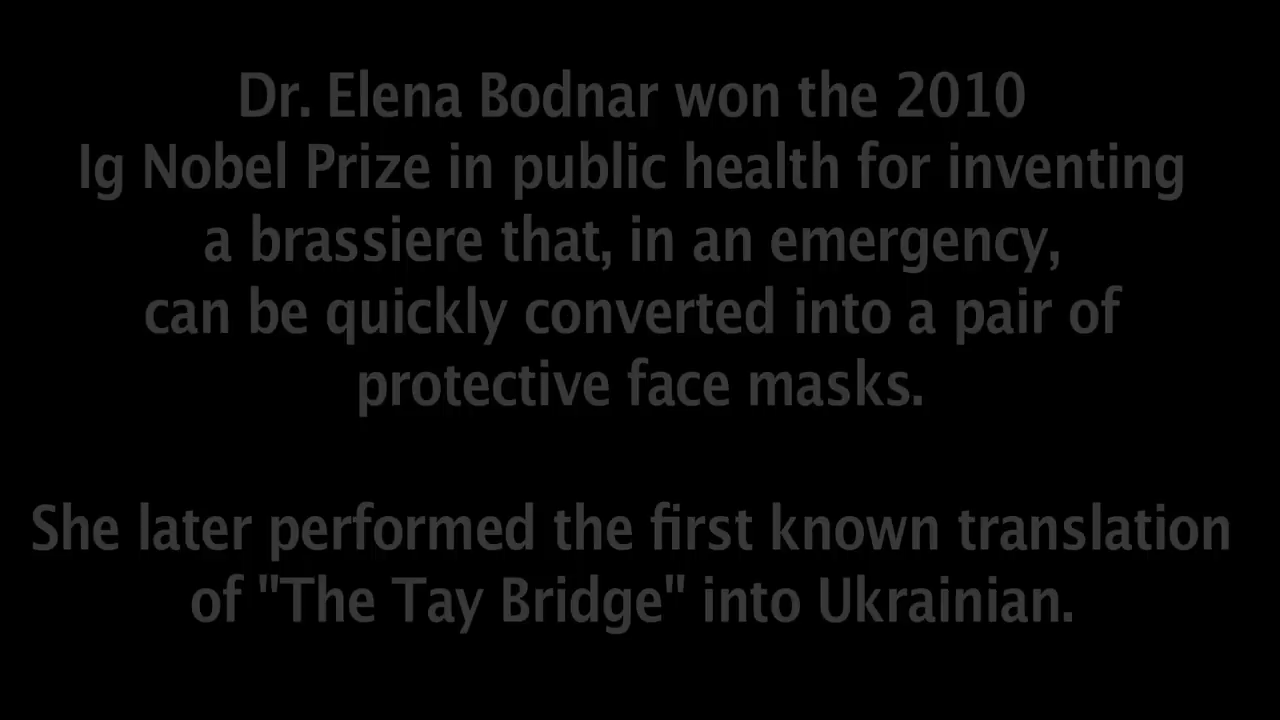 Dr. Elena Bodnar won the 2010
Ig Nobel Prize in public health for inventing
a brassiere that, in an emergency,
can be quickly converted into a pair of
protective face masks.
She later performed the first known translation
of "The Tay Bridge" into Ukrainian.